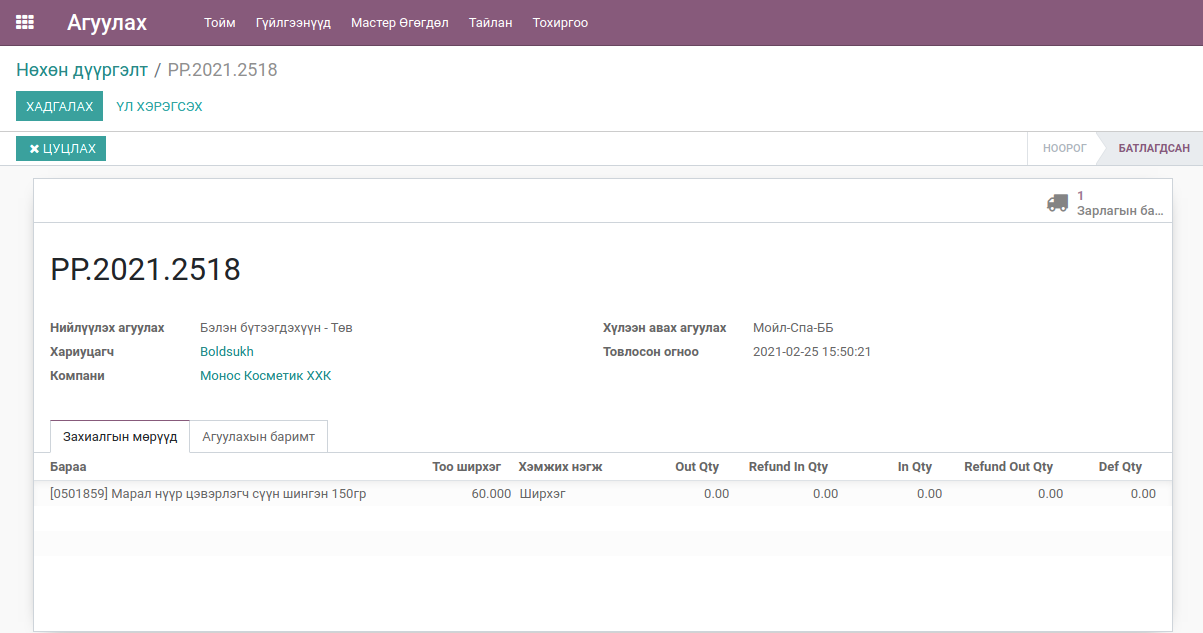 Агуулах Тойм Гүйлгээнүүд Мастер Өгөгдөл Тайлан Тохиргоо
Нөхөн дүүргэлт / PP.2021.2518
ХАДГАЛАХ ҮЛ ХЭРЭГСЭХ
✖ ЦУЦЛАХ НООРОГ БАТЛАГДСАН
1
Зарлагын ба...
PP.2021.2518
Нийлүүлэх агуулах Бэлэн бүтээгдэхүүн - Төв Хүлээн авах агуулах Мойл-Спа-ББ
Хариуцагч Boldsukh Товлосон огноо 2021-02-25 15:50:21
Компани Монос Косметик ХХК
Захиалгын мөрүүд Агуулахын баримт
Бараа Тоо ширхэг Хэмжих нэгж Out Qty Refund In Qty In Qty Refund Out Qty Def Qty
[0501859] Марал нүүр цэвэрлэгч сүүн шингэн 150гр 60.000 Ширхэг 0.00 0.00 0.00 0.00 0.00